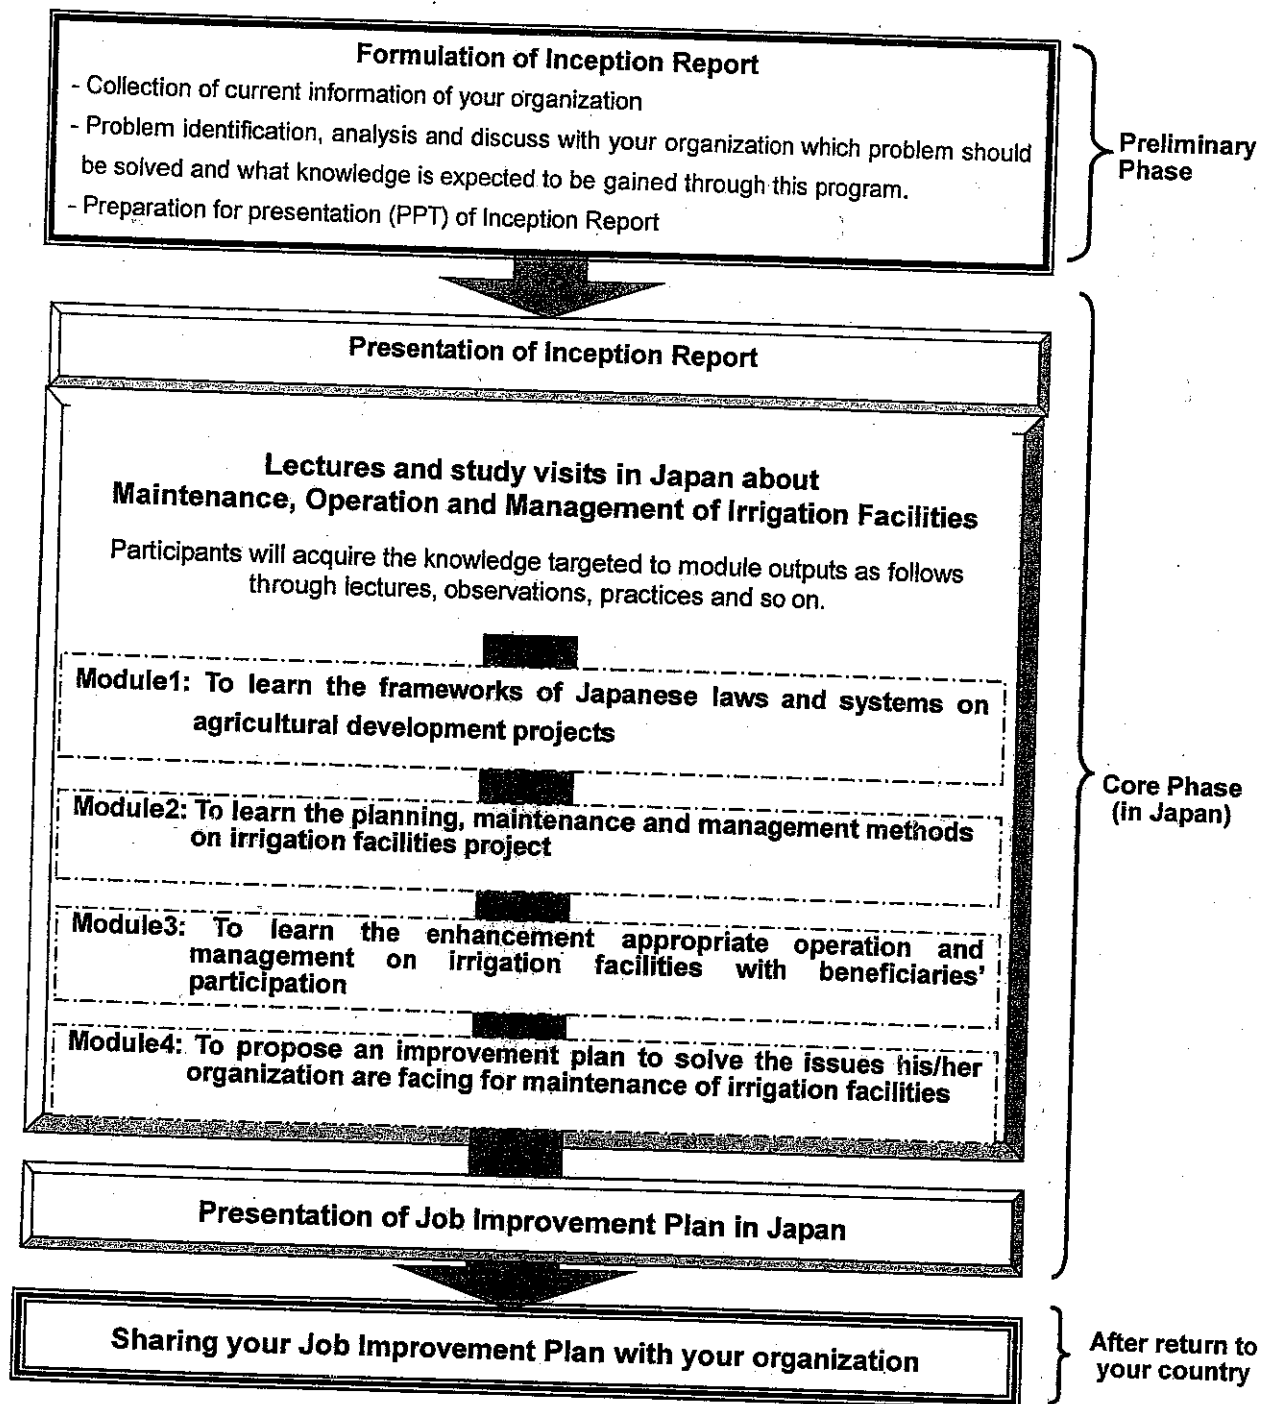 Formulation of Inception Report
- Collection of current information of your organization
- Problem identification, analysis and discuss with your organization which problem should
be solved and what knowledge is expected to be gained through this program.
- Preparation for presentation (PPT) of Inception Report
Preliminary
Phase
Presentation of Inception Report
Lectures and study visits in Japan about
Maintenance, Operation and Management of Irrigation Facilities
Participants will acquire the knowledge targeted to module outputs as follows
through lectures, observations, practices and so on.
Module1: To learn the frameworks of Japanese laws and systems on
agricultural development projects
Module2: To learn the planning, maintenance and management methods
on irrigation facilities project
Module3: To learn the enhancement appropriate operation and
management on irrigation facilities with beneficiaries'
participation
Module4: To propose an improvement plan to solve the issues his/her
organization are facing for maintenance of irrigation facilities
Core Phase
(in Japan)
Presentation of Job Improvement Plan in Japan
Sharing your Job Improvement Plan with your organization
After return to
your country